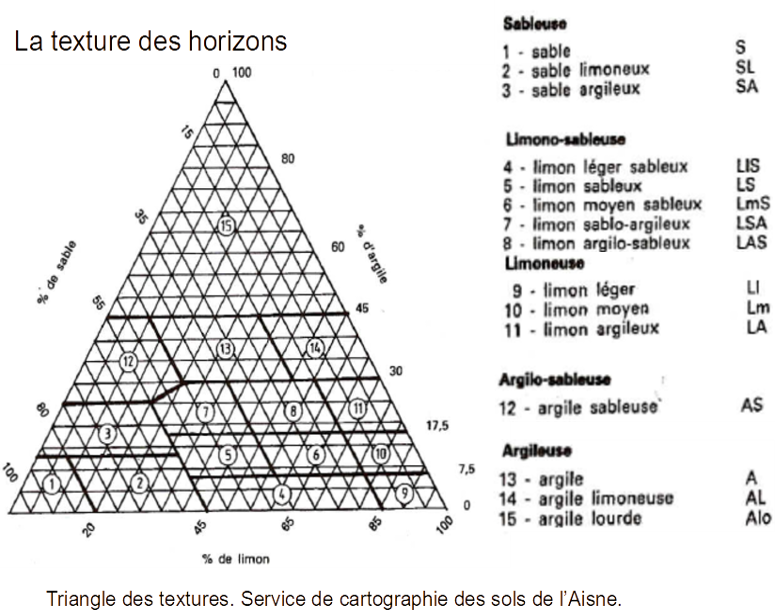 La texture des horizons
0 100
15
80
35
% de sable
% d'argile
60
55
45
30
80
17,5
100
7,5
0
20
45
65
85
100
% de limon
15
12
13
14
7
8
11
3
5
6
10
1
2
4
9
Sableuse
1 - sable S
2 - sable limoneux SL
3 - sable argileux SA
Limono-sableuse
4 - limon léger sableux LIS
5 - limon sableux LS
6 - limon moyen sableux LmS
7 - limon sablo-argileux LSA
8 - limon argilo-sableux LAS
Limoneuse
9 - limon léger LI
10 - limon moyen Lm
11 - limon argileux LA
Argilo-sableuse
12 - argile sableuse AS
Argileuse
13 - argile A
14 - argile limoneuse AL
15 - argile lourde Alo
Triangle des textures. Service de cartographie des sols de l'Aisne.